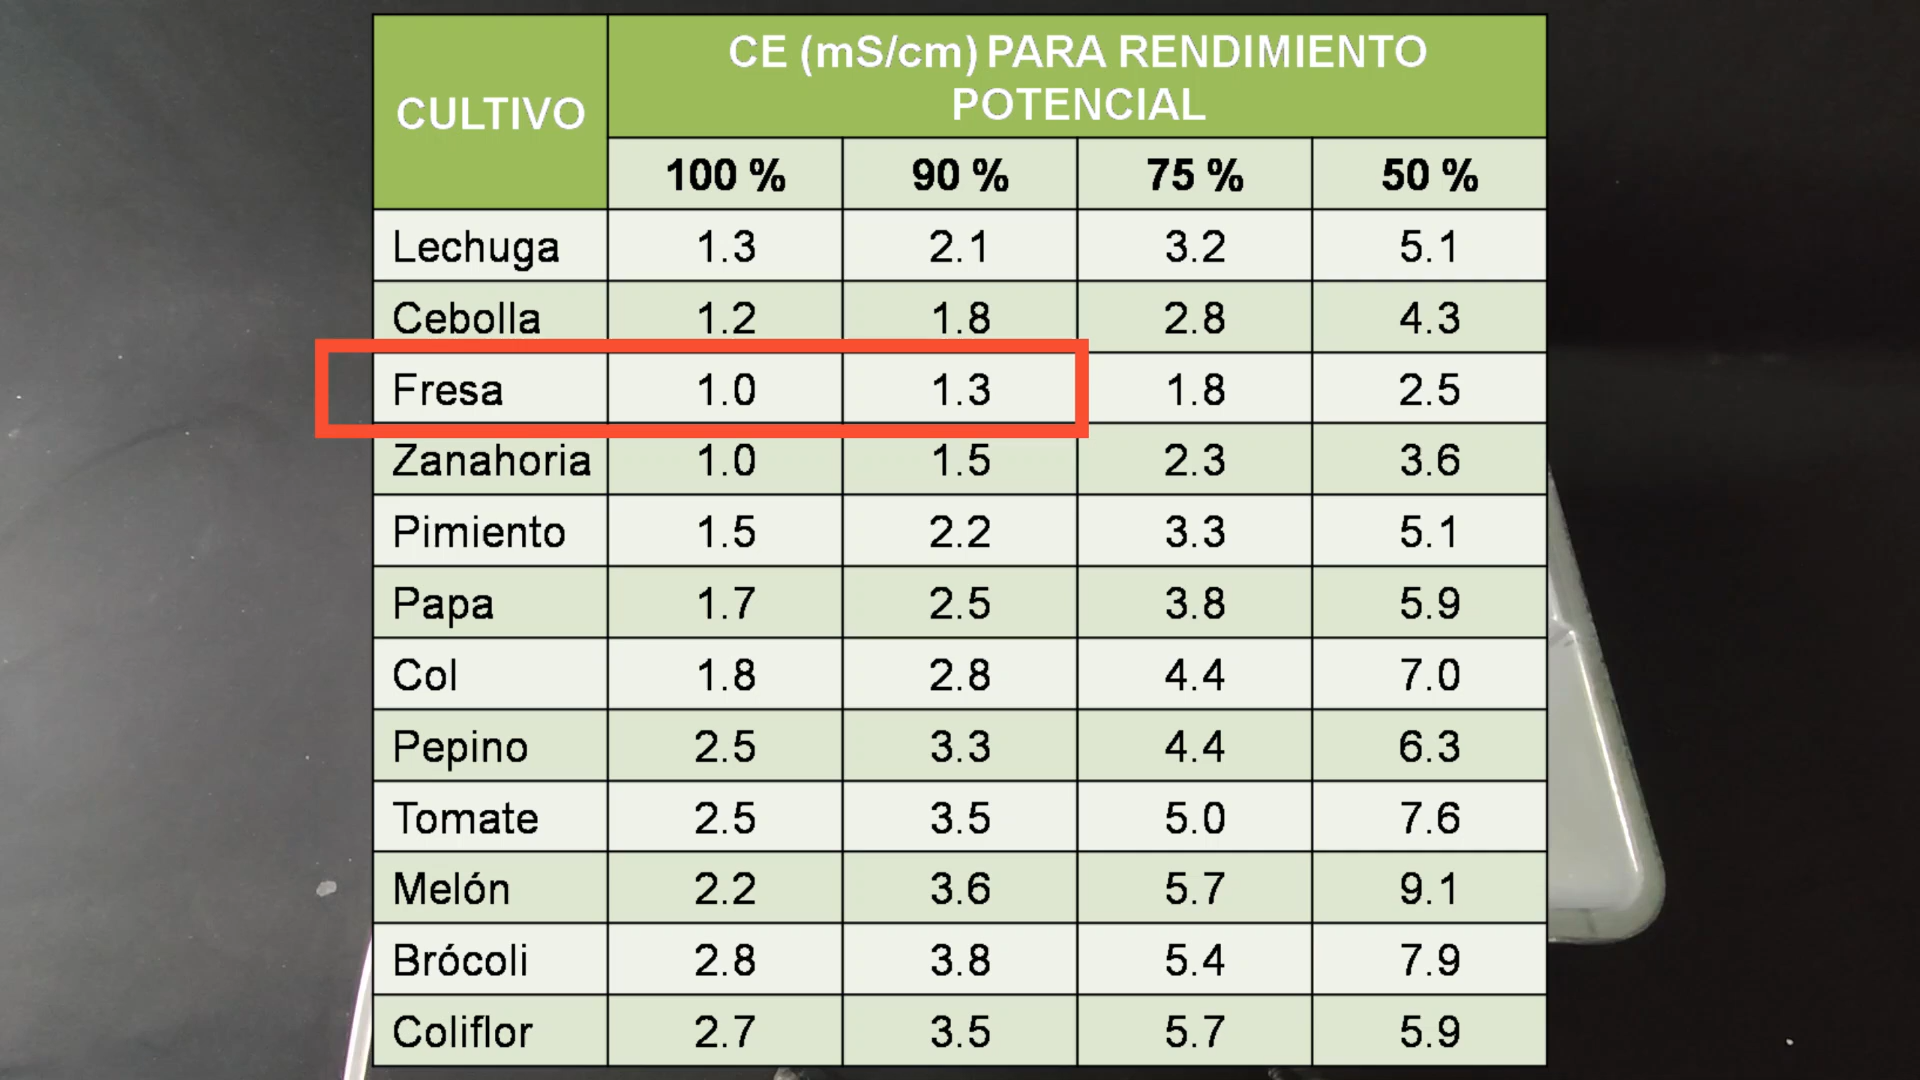 CULTIVO
CE (mS/cm) PARA RENDIMIENTO
POTENCIAL
100 % 90 % 75 % 50 %
Lechuga 1.3 2.1 3.2 5.1
Cebolla 1.2 1.8 2.8 4.3
Fresa 1.0 1.3 1.8 2.5
Zanahoria 1.0 1.5 2.3 3.6
Pimiento 1.5 2.2 3.3 5.1
Papa 1.7 2.5 3.8 5.9
Col 1.8 2.8 4.4 7.0
Pepino 2.5 3.3 4.4 6.3
Tomate 2.5 3.5 5.0 7.6
Melón 2.2 3.6 5.7 9.1
Brócoli 2.8 3.8 5.4 7.9
Coliflor 2.7 3.5 5.7 5.9